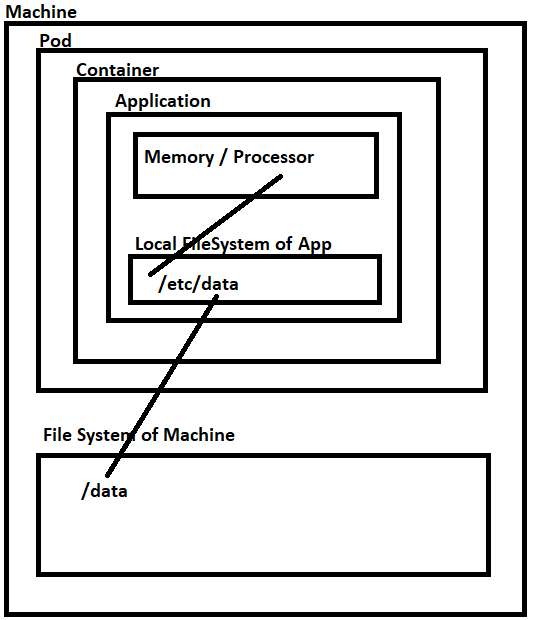 Machine
Pod
Container
Application
Memory / Processor
Local FileSystem of App
/etc/data
File System of Machine
/data